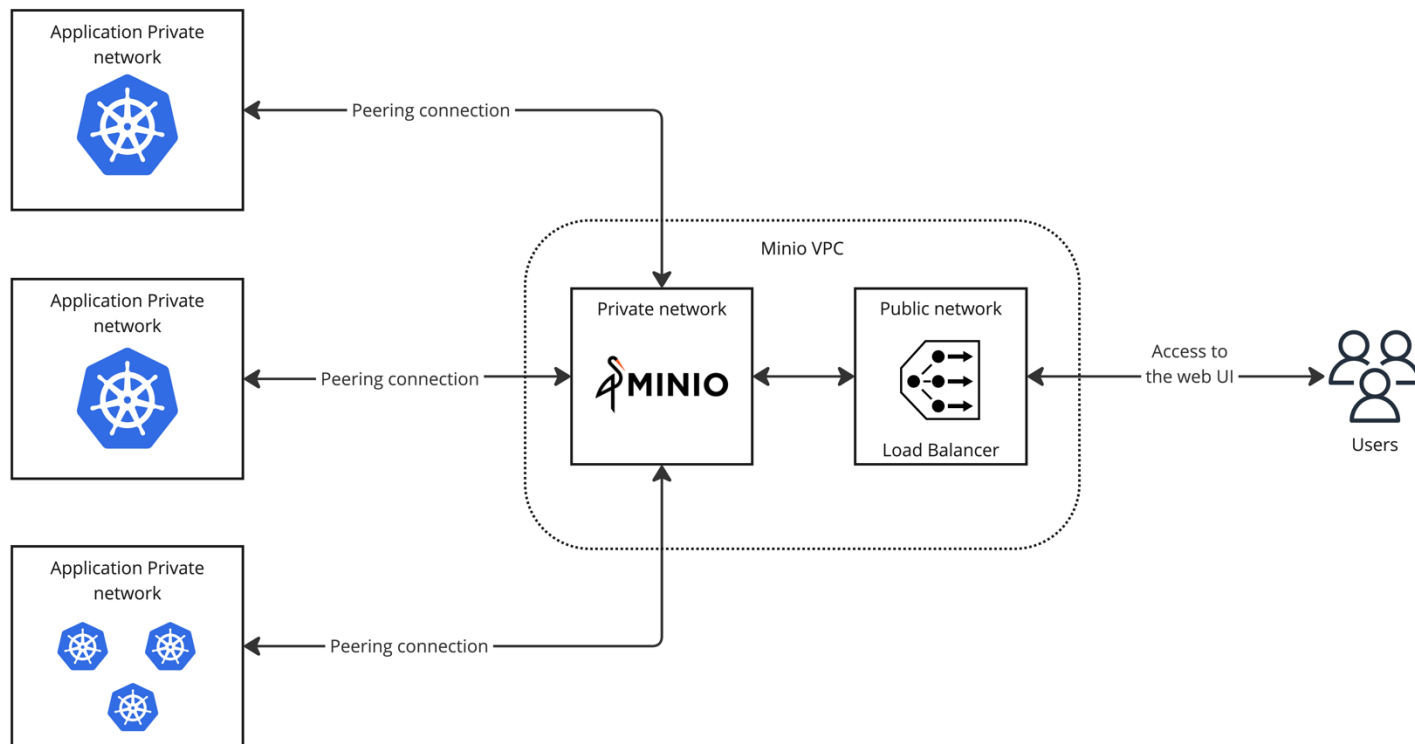 Application Private
network
Peering connection
Minio VPC
Application Private
network
Private network
Public network
Peering connection
MINIO
Access to
the web UI
Load Balancer
Users
Application Private
network
Peering connection